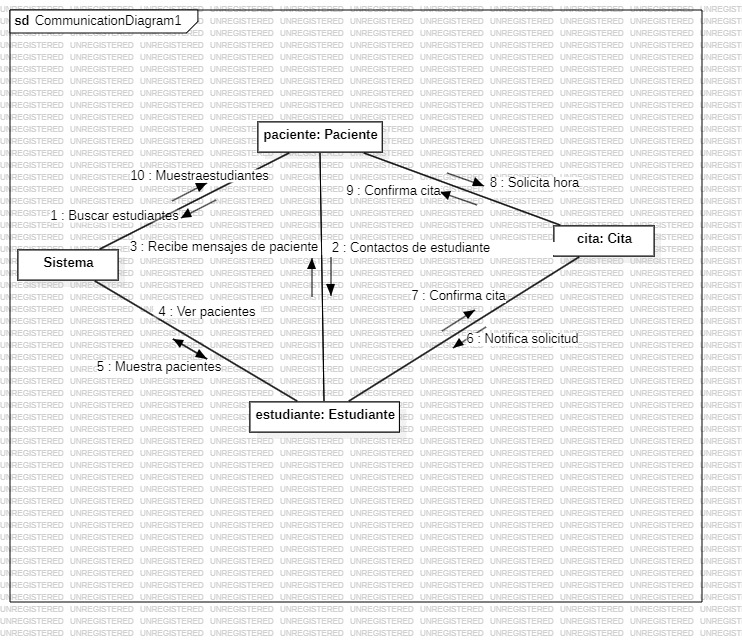 sd CommunicationDiagram1
paciente: Paciente
10 : Muestraestudiantes
8 : Solicita hora
9 : Confirma cita
1 : Buscar estudiantes
cita: Cita
3 : Recibe mensajes de paciente
2 : Contactos de estudiante
Sistema
7 : Confirma cita
4 : Ver pacientes
6 : Notifica solicitud
5 : Muestra pacientes
estudiante: Estudiante
UNREGISTERED